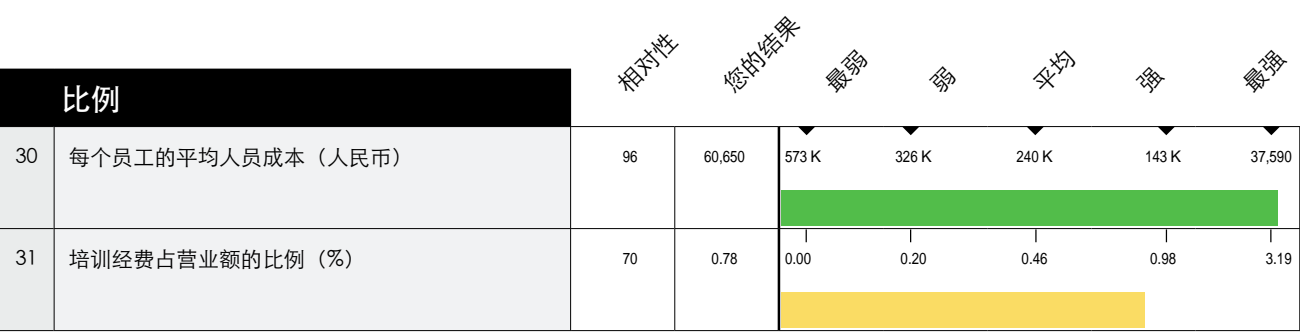 相对性 您的结果 最弱 弱 平均 强 最强
比例
30 每个员工的平均人员成本（人民币） 96 60,650 573 K 326 K 240 K 143 K 37,590
31 培训经费占营业额的比例（%） 70 0.78 0.00 0.20 0.46 0.98 3.19